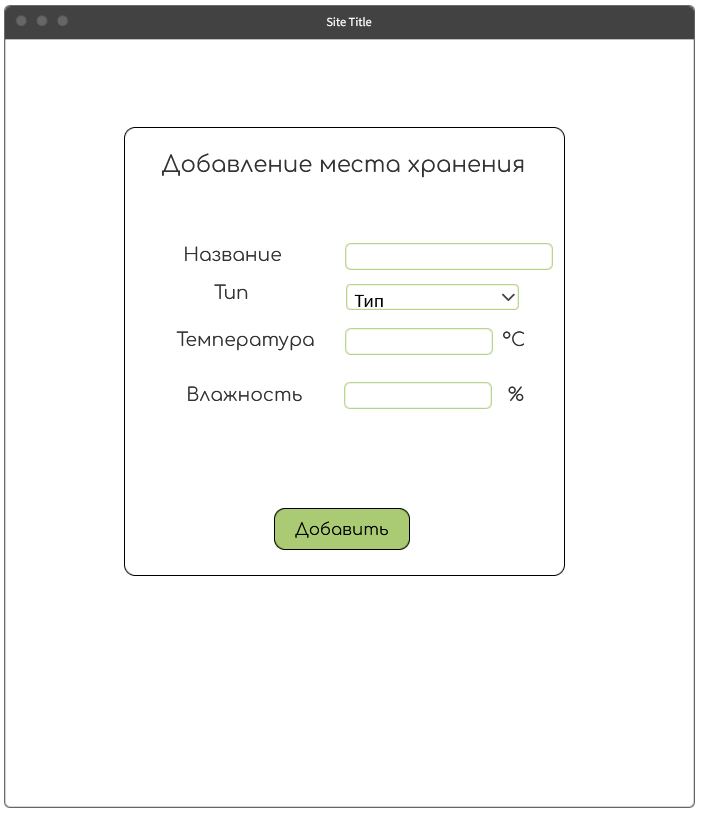 Site Title
Добавление места хранения
Название
Тип
Тип
Температура °C
Влажность %
Добавить